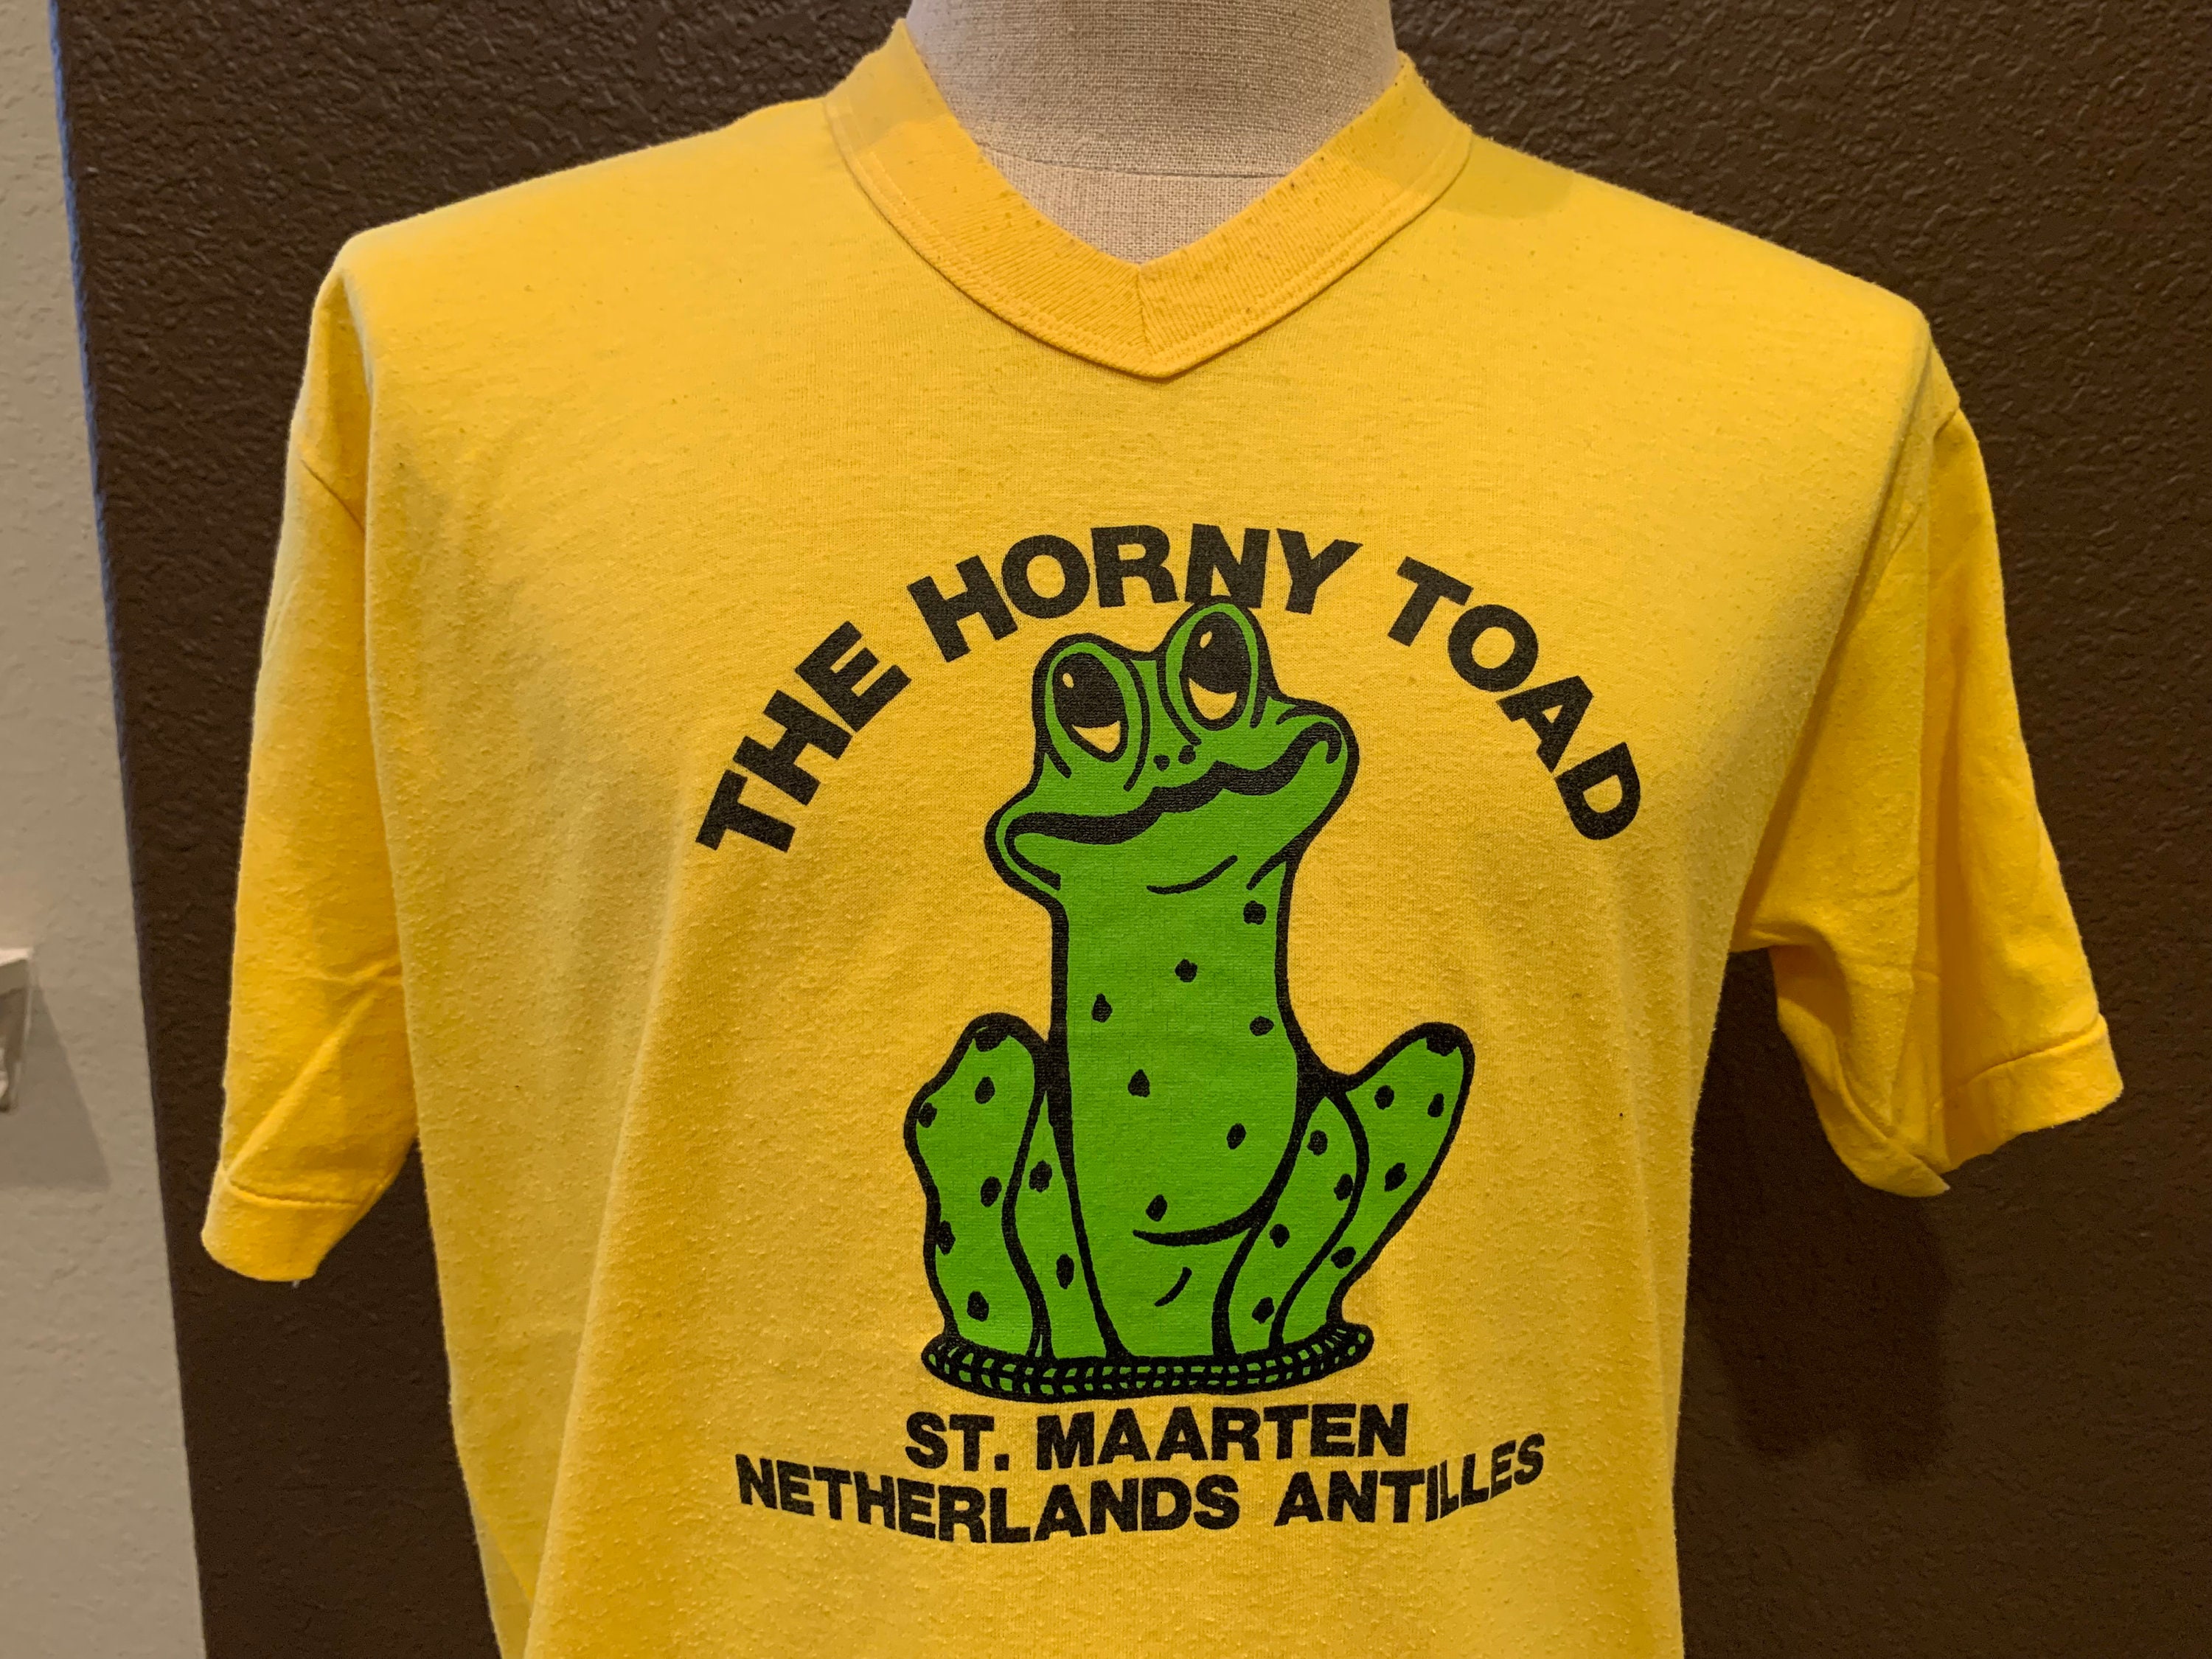 THE HORNY TOAD
ST. MAARTEN
NETHERLANDS ANTILLES